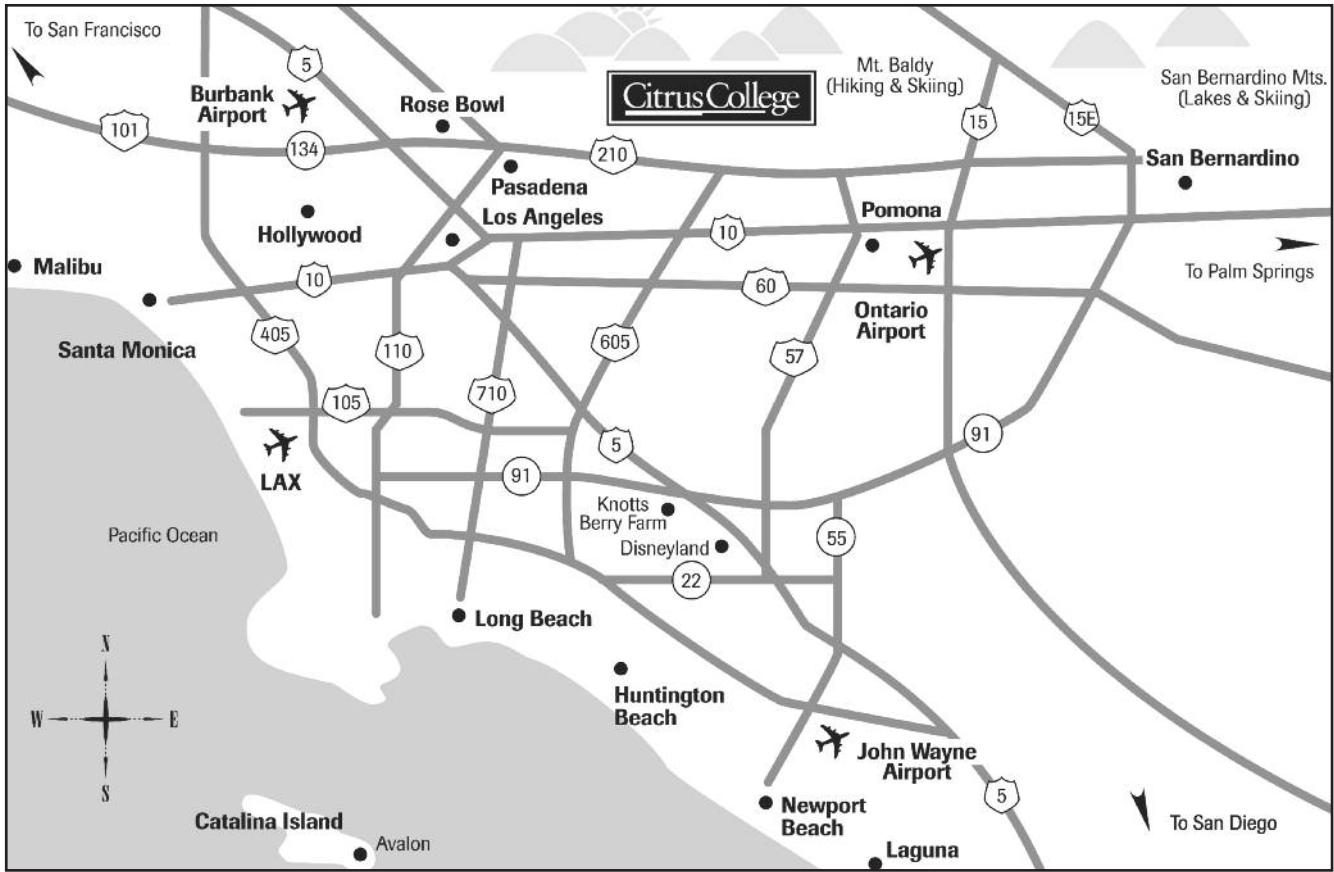 To San Francisco
5
Burbank
Airport
Rose Bowl
Citrus College
Mt. Baldy
(Hiking & Skiing)
San Bernardino Mts.
(Lakes & Skiing)
101
134
210
15
15E
San Bernardino
Pasadena
Los Angeles
Hollywood
Pomona
10
Malibu
10
60
To Palm Springs
Santa Monica
405
110
605
57
Ontario
Airport
105
710
5
91
LAX
91
Knotts
Berry Farm
Disneyland
55
22
Pacific Ocean
Long Beach
N
W
E
S
Huntington
Beach
John Wayne
Airport
5
Newport
Beach
To San Diego
Catalina Island
Avalon
Laguna